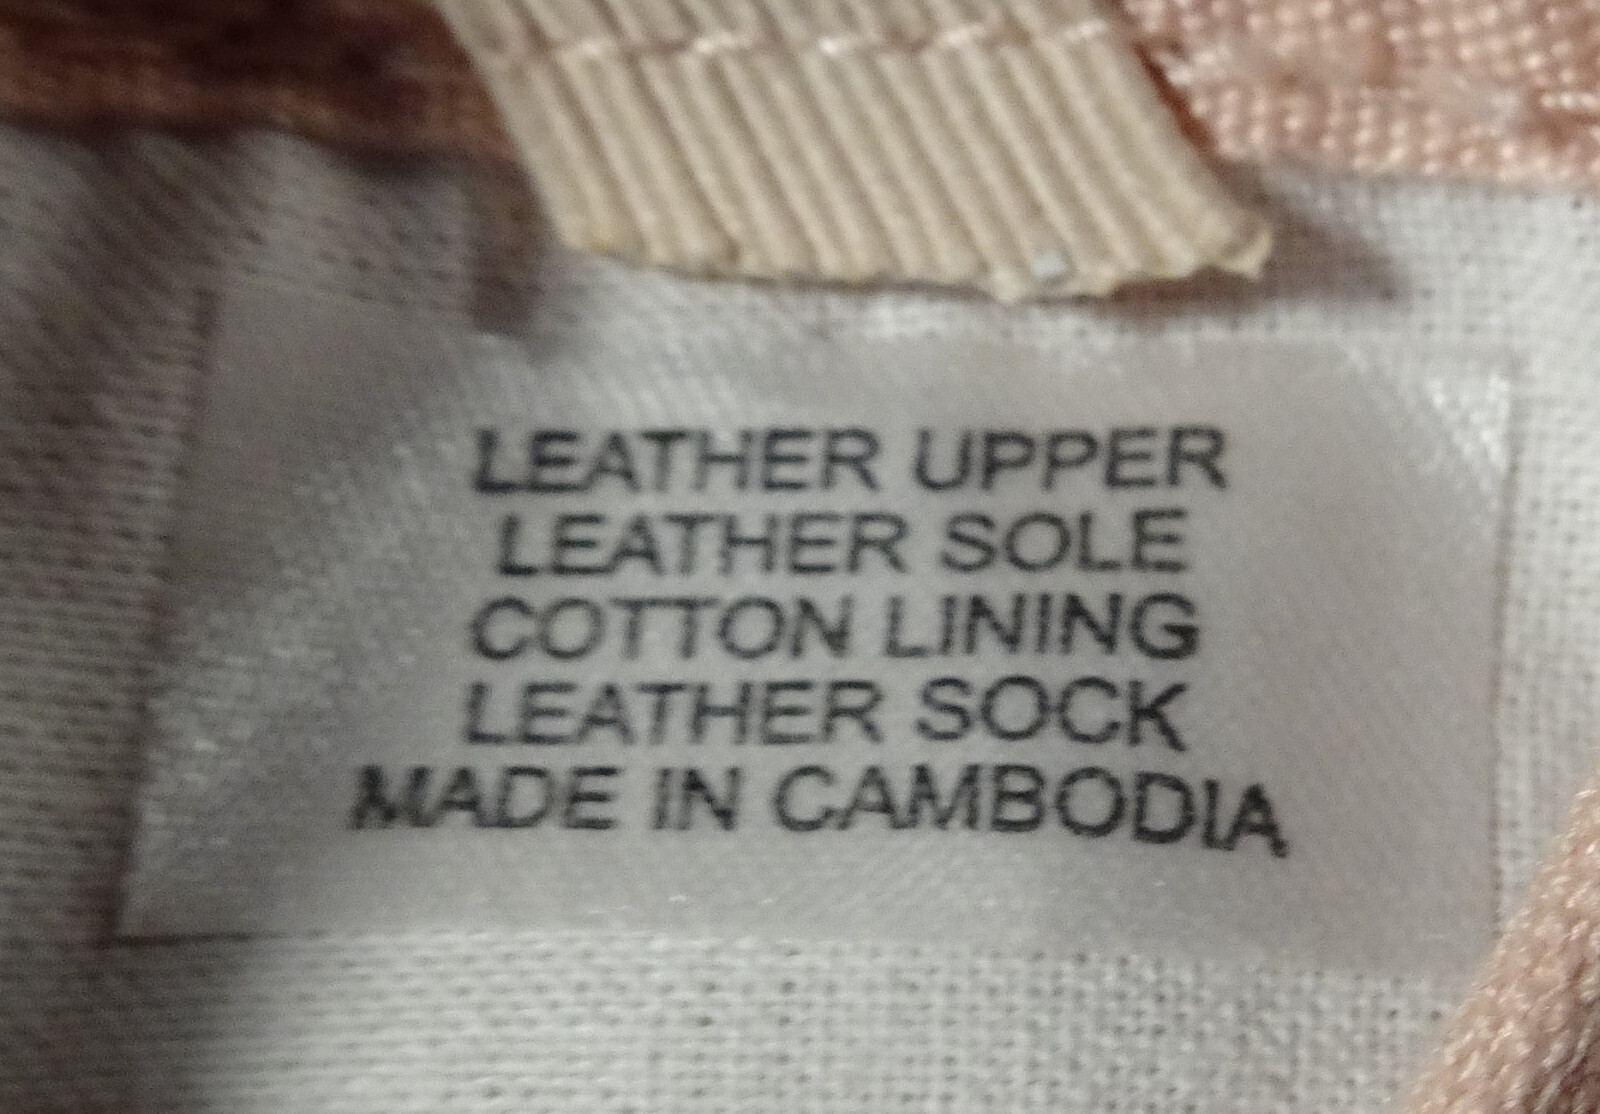 LEATHER UPPER
LEATHER SOLE
COTTON LINING
LEATHER SOCK
MADE IN CAMBODIA